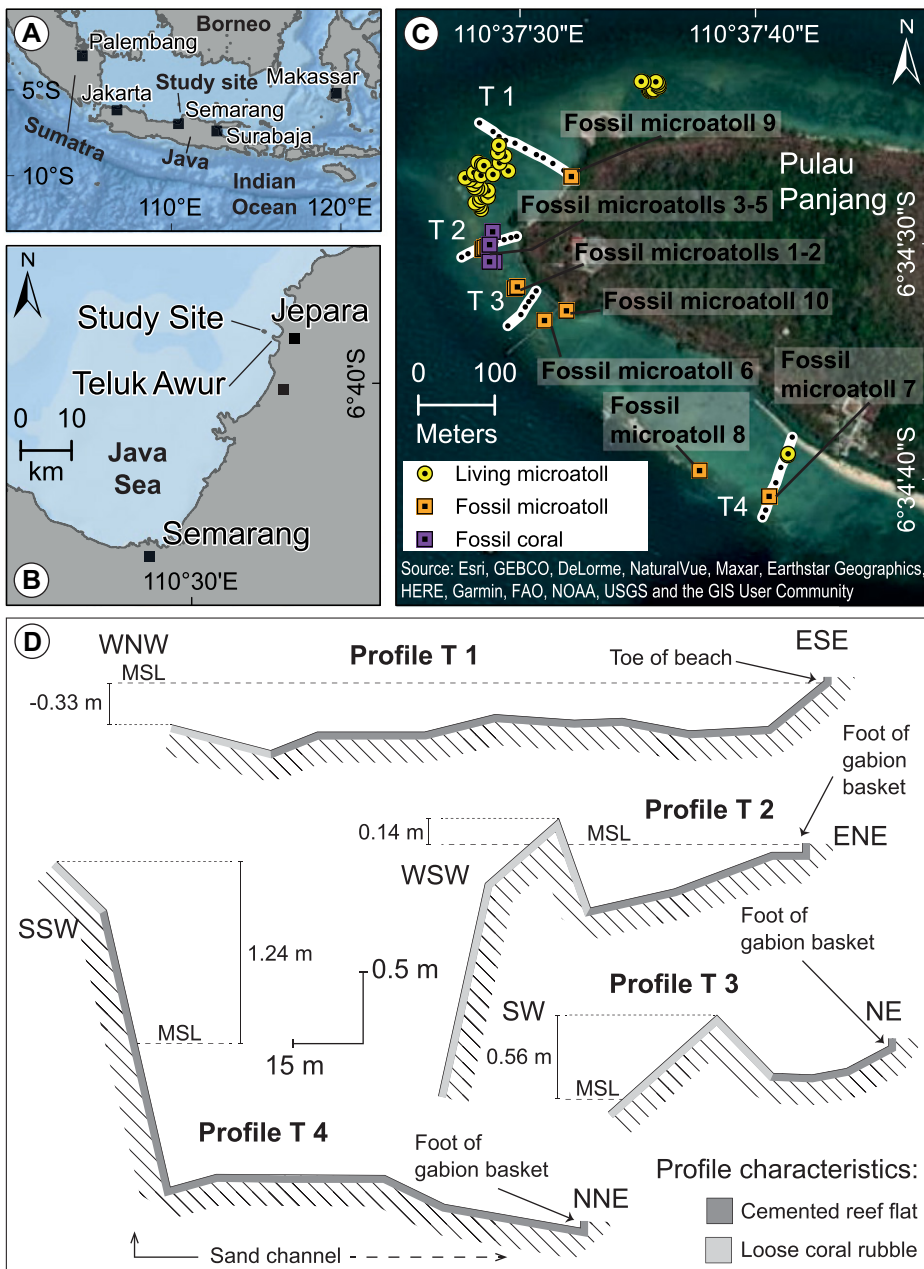 A
Borneo
Palembang
5°S
Study site
Makassar
Jakarta
Semarang
Surabaja
Sumatra
Java
10°S
Indian
Ocean
110°E
120°E
N
Study Site
Jepara
Teluk Awur
6°40'S
0 10
km
Java
Sea
Semarang
B
110°30'E
C
110°37'30"E
110°37'40"E
N
T 1
Fossil microatoll 9
Pulau
Panjang
Fossil microatolls 3-5
T 2
6°34'30"S
Fossil microatolls 1-2
T 3
Fossil microatoll 10
0 100
Meters
Fossil microatoll 6
Fossil
microatoll 7
Fossil
microatoll 8
6°34'40"S
T4
Living microatoll
Fossil microatoll
Fossil coral
Source: Esri, GEBCO, DeLorme, NaturalVue, Maxar, Earthstar Geographics,
HERE, Garmin, FAO, NOAA, USGS and the GIS User Community
D
WNW
MSL
Profile T 1
Toe of beach
ESE
-0.33 m
Foot of
gabion
basket
Profile T 2
0.14 m
MSL
ENE
WSW
SSW
1.24 m
MSL
0.5 m
15 m
Foot of
gabion basket
Profile T 3
SW
NE
0.56 m
MSL
Profile T 4
Foot of
gabion basket
NNE
Sand channel
Profile characteristics:
Cemented reef flat
Loose coral rubble